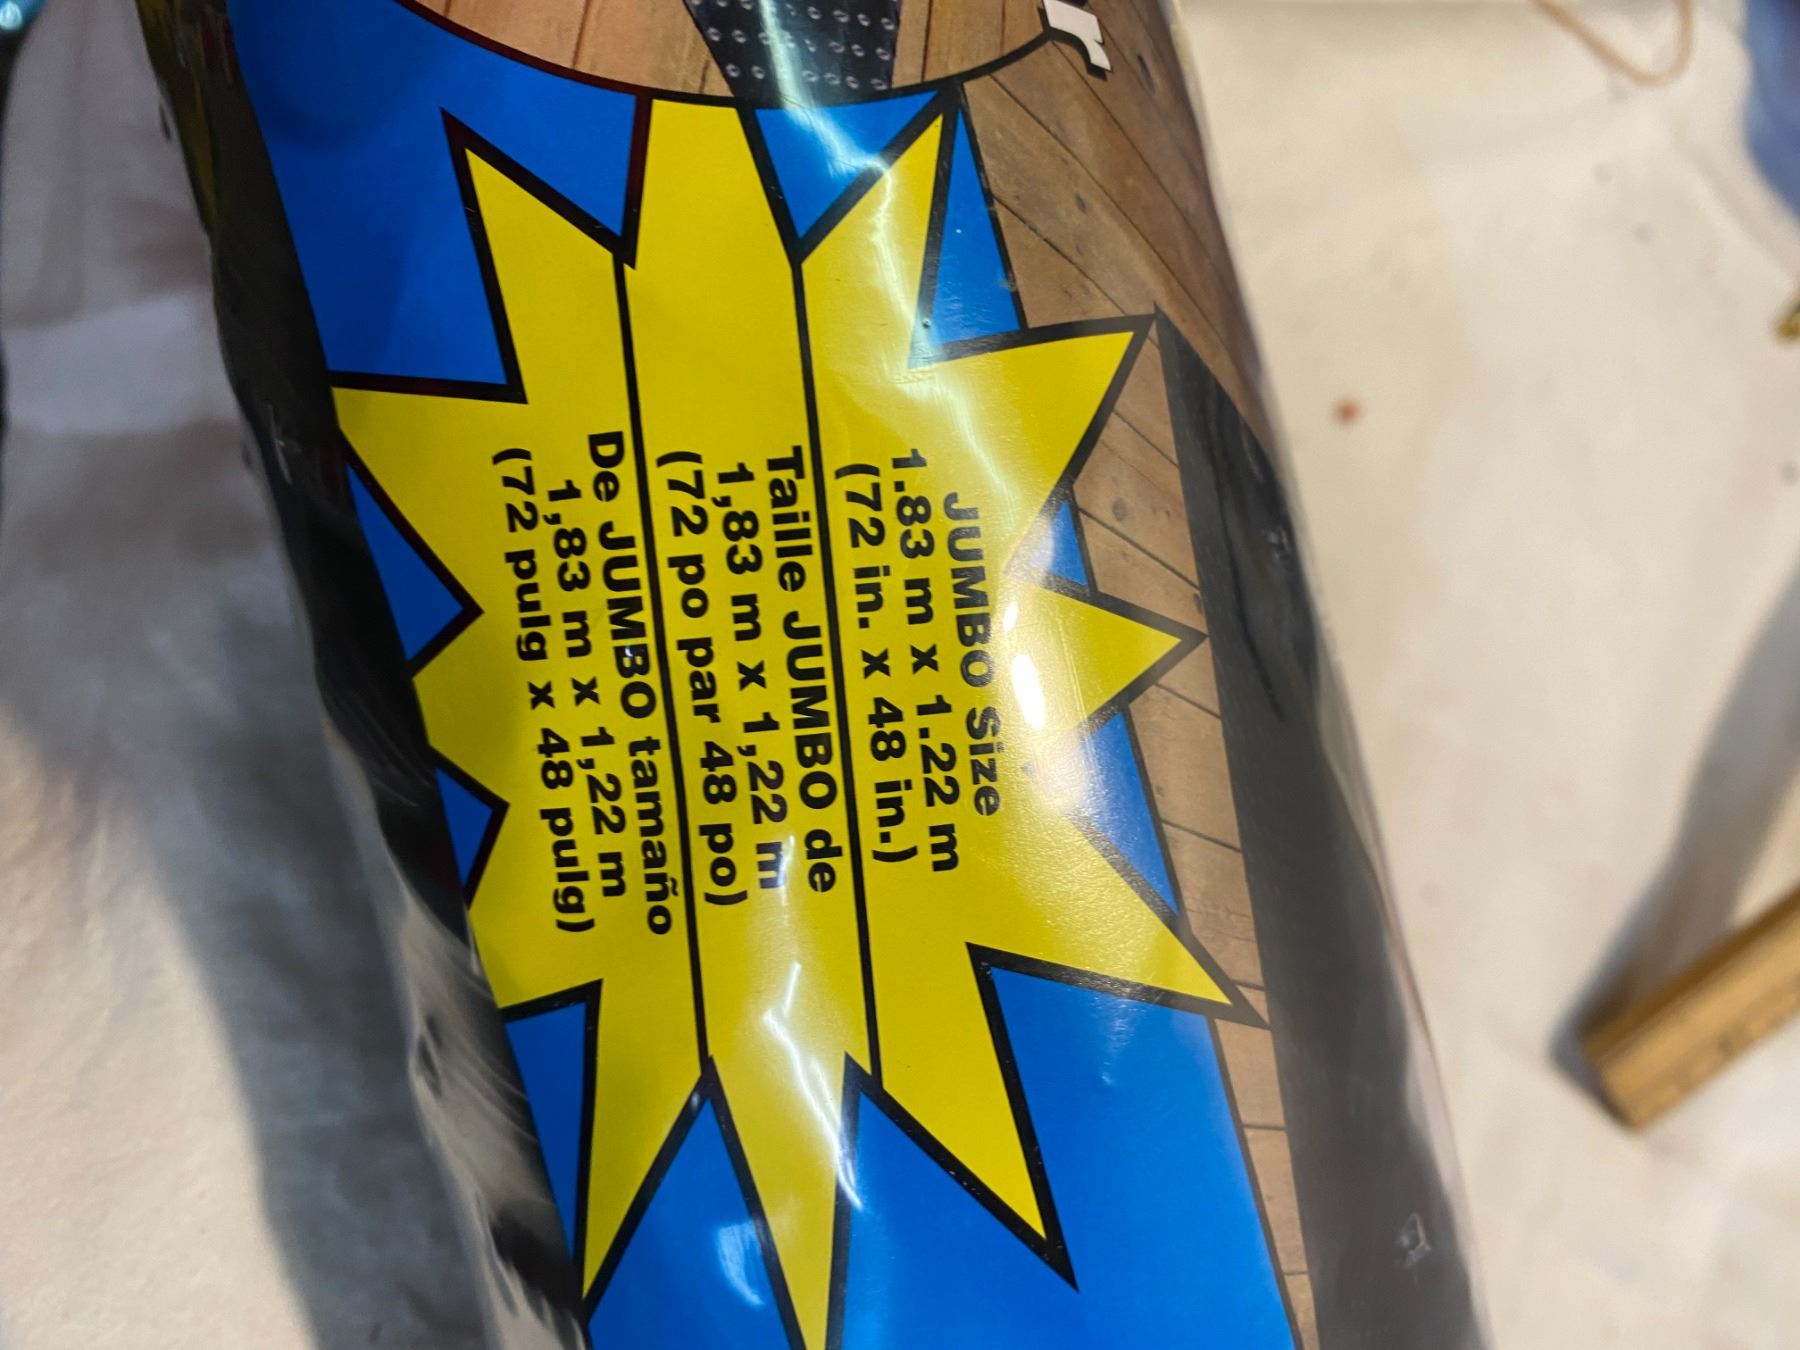 JUMBO Size
1.83 m x 1.22 m
(72 in. x 48 in.)
Taille JUMBO de
1,83 m x 1,22 m
(72 po par 48 po)
De JUMBO tamaño
1,83 m x 1,22 m
(72 pulg x 48 pulg)